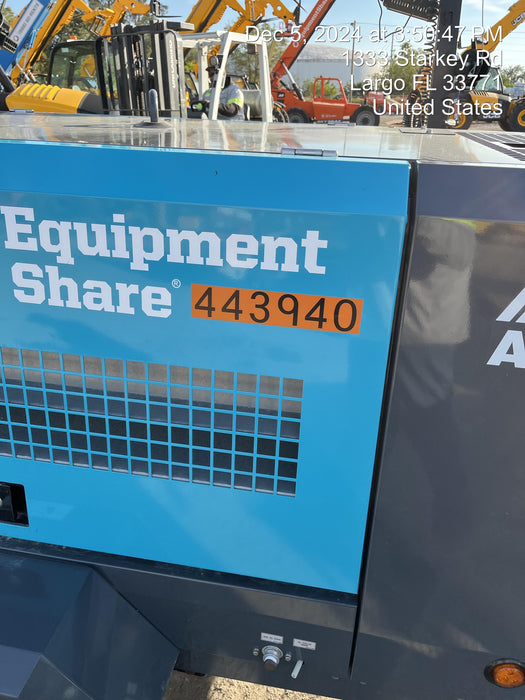 Dec 5, 2024 at 3:50:47 PM
1333 Starkey Rd
Largo FL 33771
United States
Equipment
Share®
443940
A